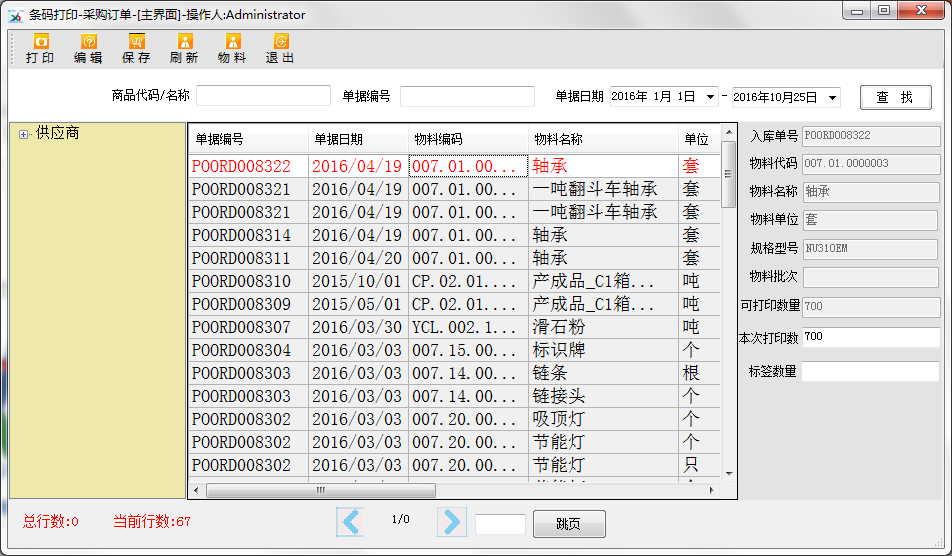 条码打印-采购订单-[主界面]-操作人:Administrator
打 印 编 辑 保 存 刷 新 物 料 退 出
商品代码/名称 单据编号 单据日期 2016年 1月 1日 - 2016年10月25日 查 找
供应商
单据编号 单据日期 物料编码 物料名称 单位
POORD008322 2016/04/19 007.01.00... 轴承 套
POORD008321 2016/04/19 007.01.00... 一吨翻斗车轴承 套
POORD008321 2016/04/19 007.01.00... 一吨翻斗车轴承 套
POORD008314 2016/04/19 007.01.00... 轴承 套
POORD008311 2016/04/20 007.01.00... 轴承 套
POORD008310 2015/10/01 CP.02.01.... 产成品_C1箱... 吨
POORD008309 2015/05/01 CP.02.01.... 产成品_C1箱... 吨
POORD008307 2016/03/30 YCL.002.1... 滑石粉 吨
POORD008304 2016/03/03 007.15.00... 标识牌 个
POORD008303 2016/03/03 007.14.00... 链条 根
POORD008303 2016/03/03 007.14.00... 链接头 个
POORD008302 2016/03/03 007.20.00... 吸顶灯 个
POORD008302 2016/03/03 007.20.00... 节能灯 个
POORD008302 2016/03/03 007.20.00... 节能灯 只
入库单号 POORD008322
物料代码 007.01.0000003
物料名称 轴承
物料单位 套
规格型号 NU310EM
物料批次
可打印数量 700
本次打印数 700
标签数量
总行数:0 当前行数:67 1/0 跳页